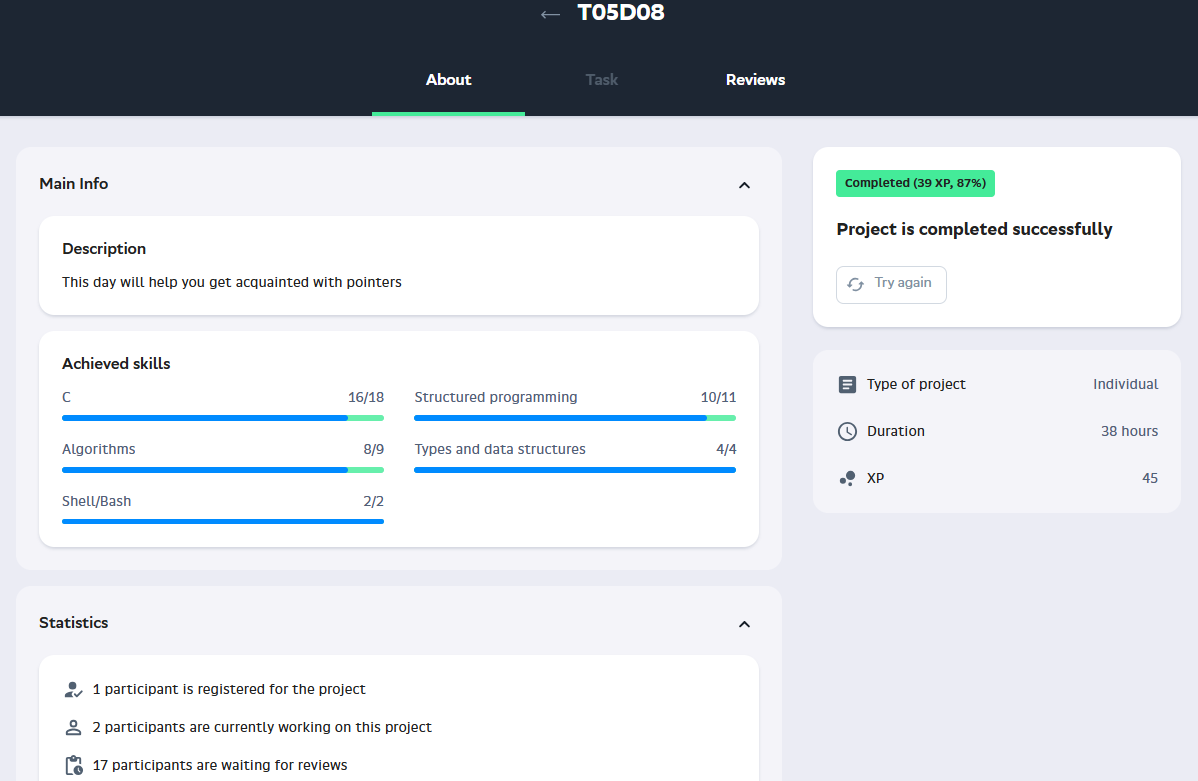 ← T05D08
About Task Reviews
Main Info
Description
This day will help you get acquainted with pointers
Achieved skills
C 16/18
Structured programming 10/11
Algorithms 8/9
Types and data structures 4/4
Shell/Bash 2/2
Statistics
1 participant is registered for the project
2 participants are currently working on this project
17 participants are waiting for reviews
Completed (39 XP, 87%)
Project is completed successfully
Try again
Type of project Individual
Duration 38 hours
XP 45